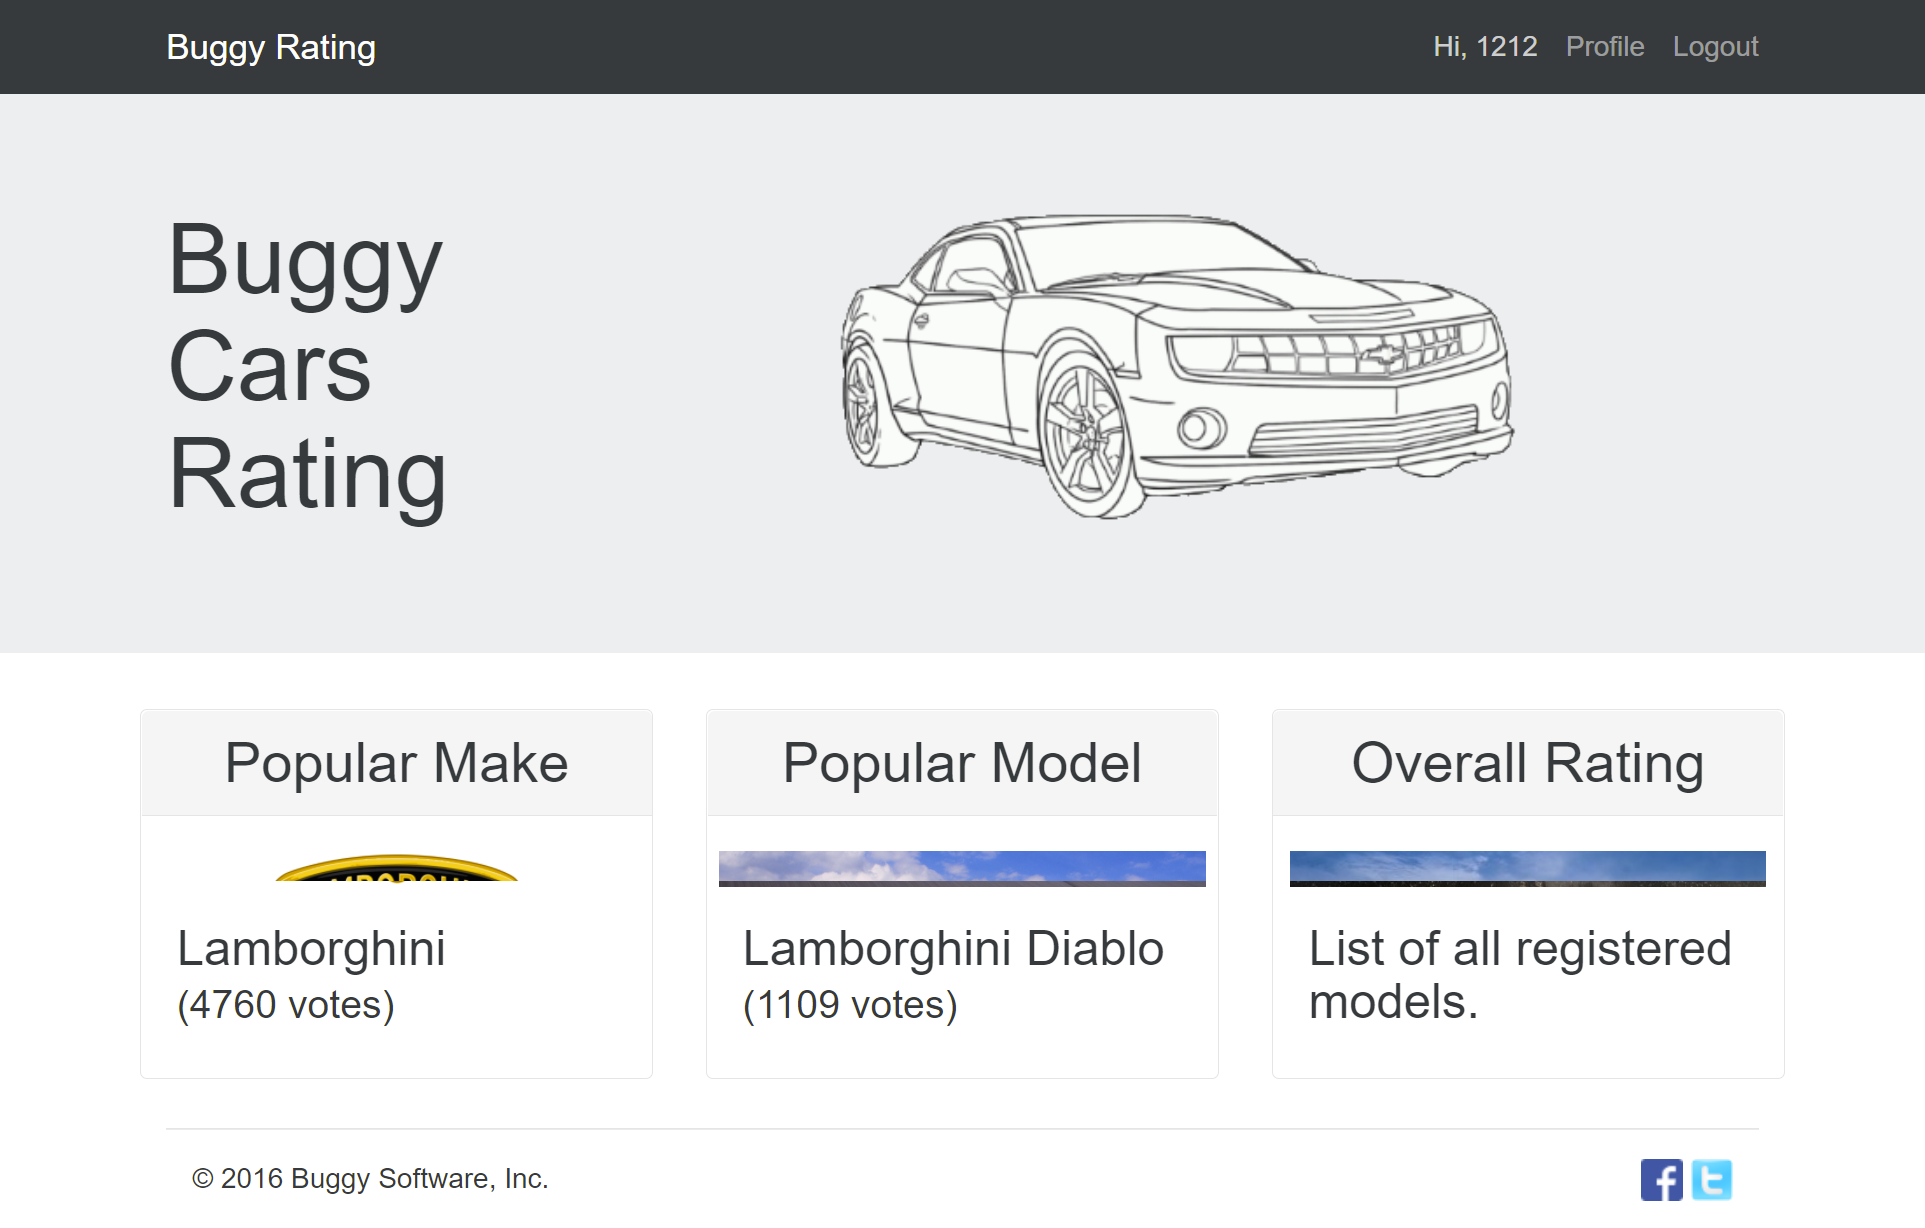 Buggy Rating
Hi, 1212 Profile Logout
Buggy
Cars
Rating
Popular Make
Popular Model
Overall Rating
Lamborghini
(4760 votes)
Lamborghini Diablo
(1109 votes)
List of all registered
models.
© 2016 Buggy Software, Inc.